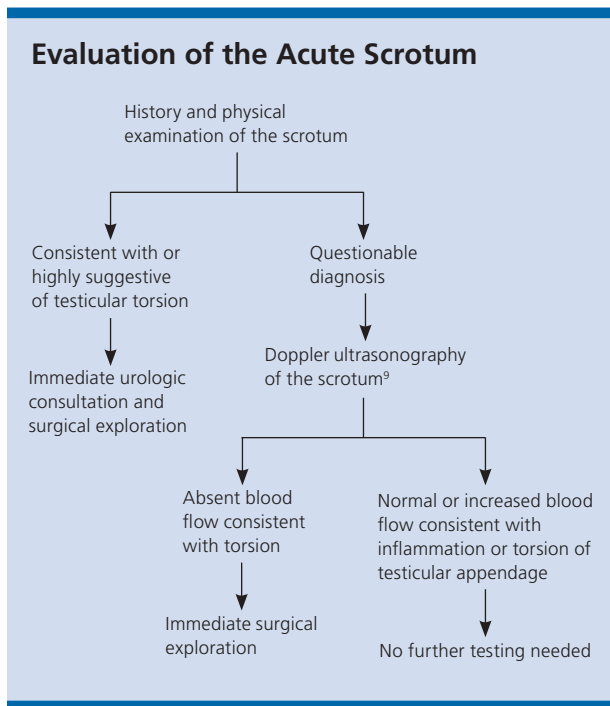 Evaluation of the Acute Scrotum
History and physical
examination of the scrotum
Consistent with or
highly suggestive
of testicular torsion
Questionable
diagnosis
Immediate urologic
consultation and
surgical exploration
Doppler ultrasonography
of the scrotum⁹
Absent blood
flow consistent
with torsion
Normal or increased blood
flow consistent with
inflammation or torsion of
testicular appendage
Immediate surgical
exploration
No further testing needed